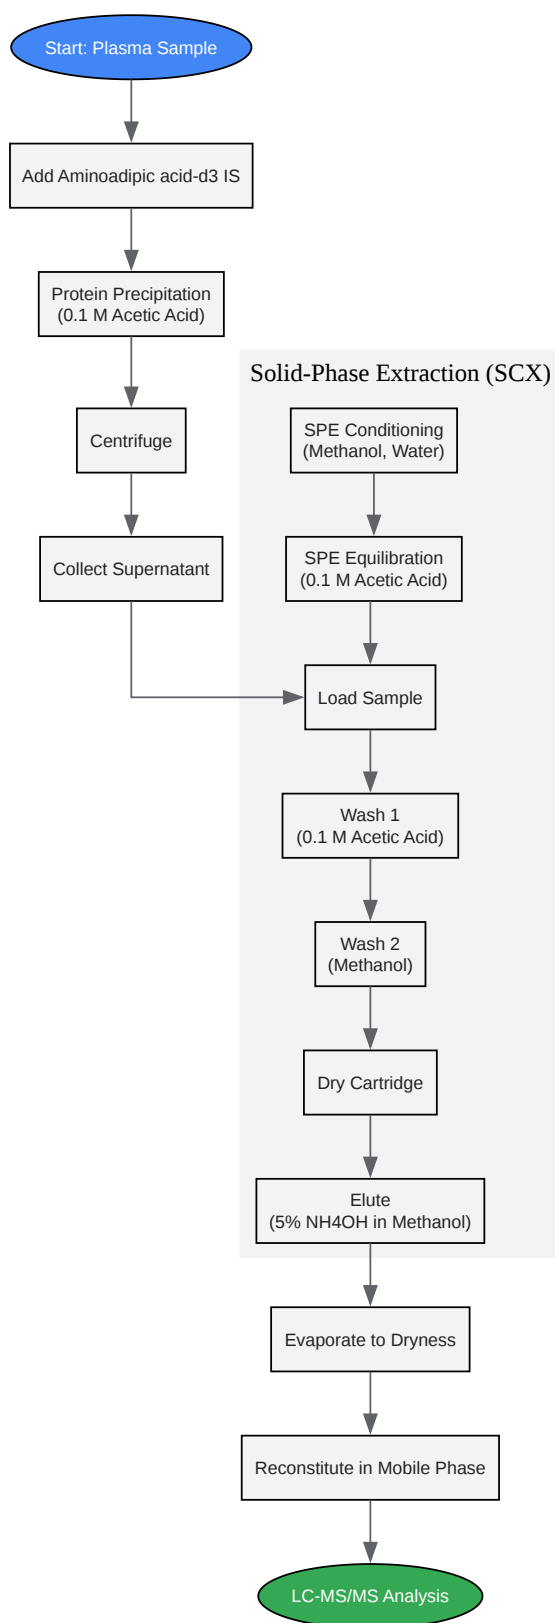 Start: Plasma Sample
Add Aminoadipic acid-d3 IS
Protein Precipitation
(0.1 M Acetic Acid)
Centrifuge
Collect Supernatant
Solid-Phase Extraction (SCX)
SPE Conditioning
(Methanol, Water)
SPE Equilibration
(0.1 M Acetic Acid)
Load Sample
Wash 1
(0.1 M Acetic Acid)
Wash 2
(Methanol)
Dry Cartridge
Elute
(5% NH4OH in Methanol)
Evaporate to Dryness
Reconstitute in Mobile Phase
LC-MS/MS Analysis